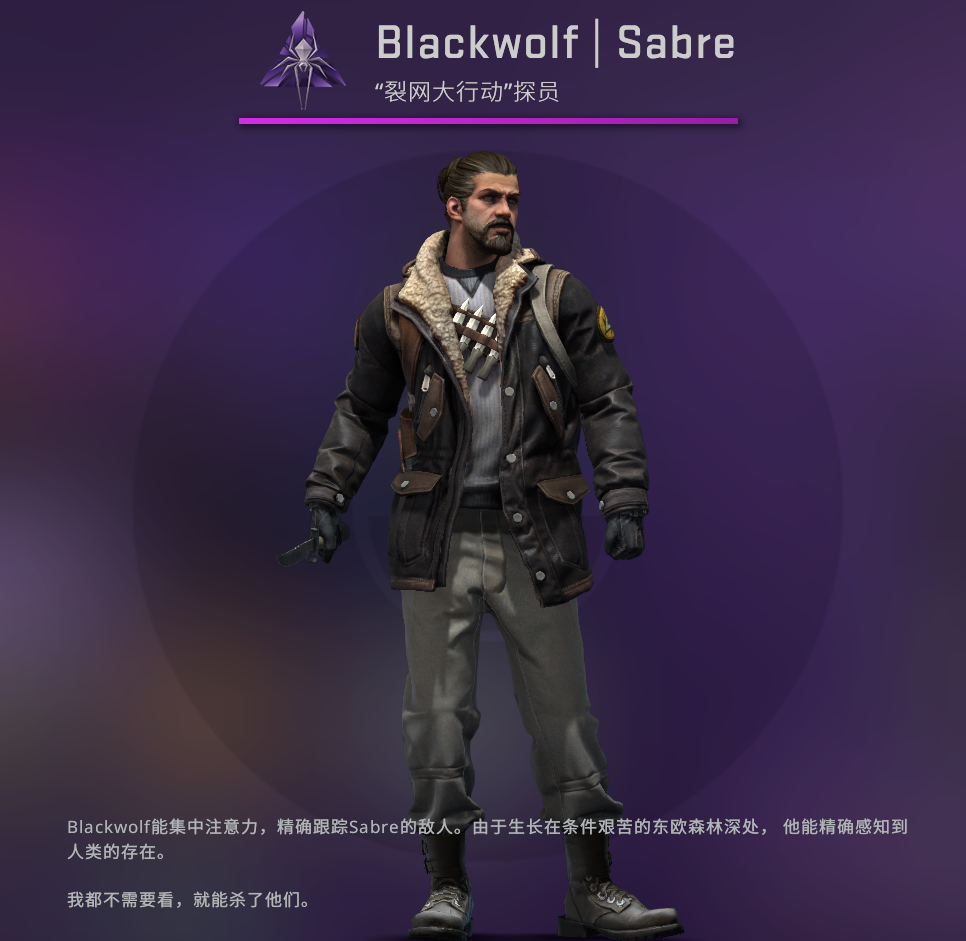 Blackwolf | Sabre
“裂网大行动”探员
Blackwolf能集中注意力，精确跟踪Sabre的敌人。由于生长在条件艰苦的东欧森林深处， 他能精确感知到
人类的存在。
我都不需要看，就能杀了他们。